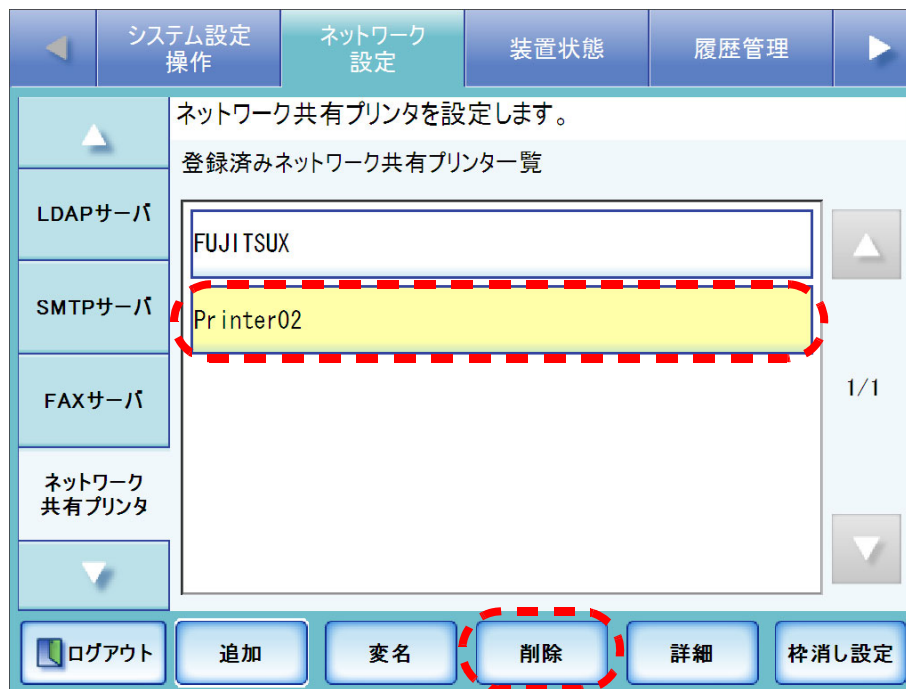 システム設定
操作
ネットワーク
設定
装置状態
履歴管理
ネットワーク共有プリンタを設定します。
登録済みネットワーク共有プリンター覧
LDAPサーバ
SMTPサーバ
FAXサーバ
ネットワーク
共有プリンタ
FUJITSUX
Printer02
1/1
ログアウト
追加
変名
削除
詳細
枠消し設定